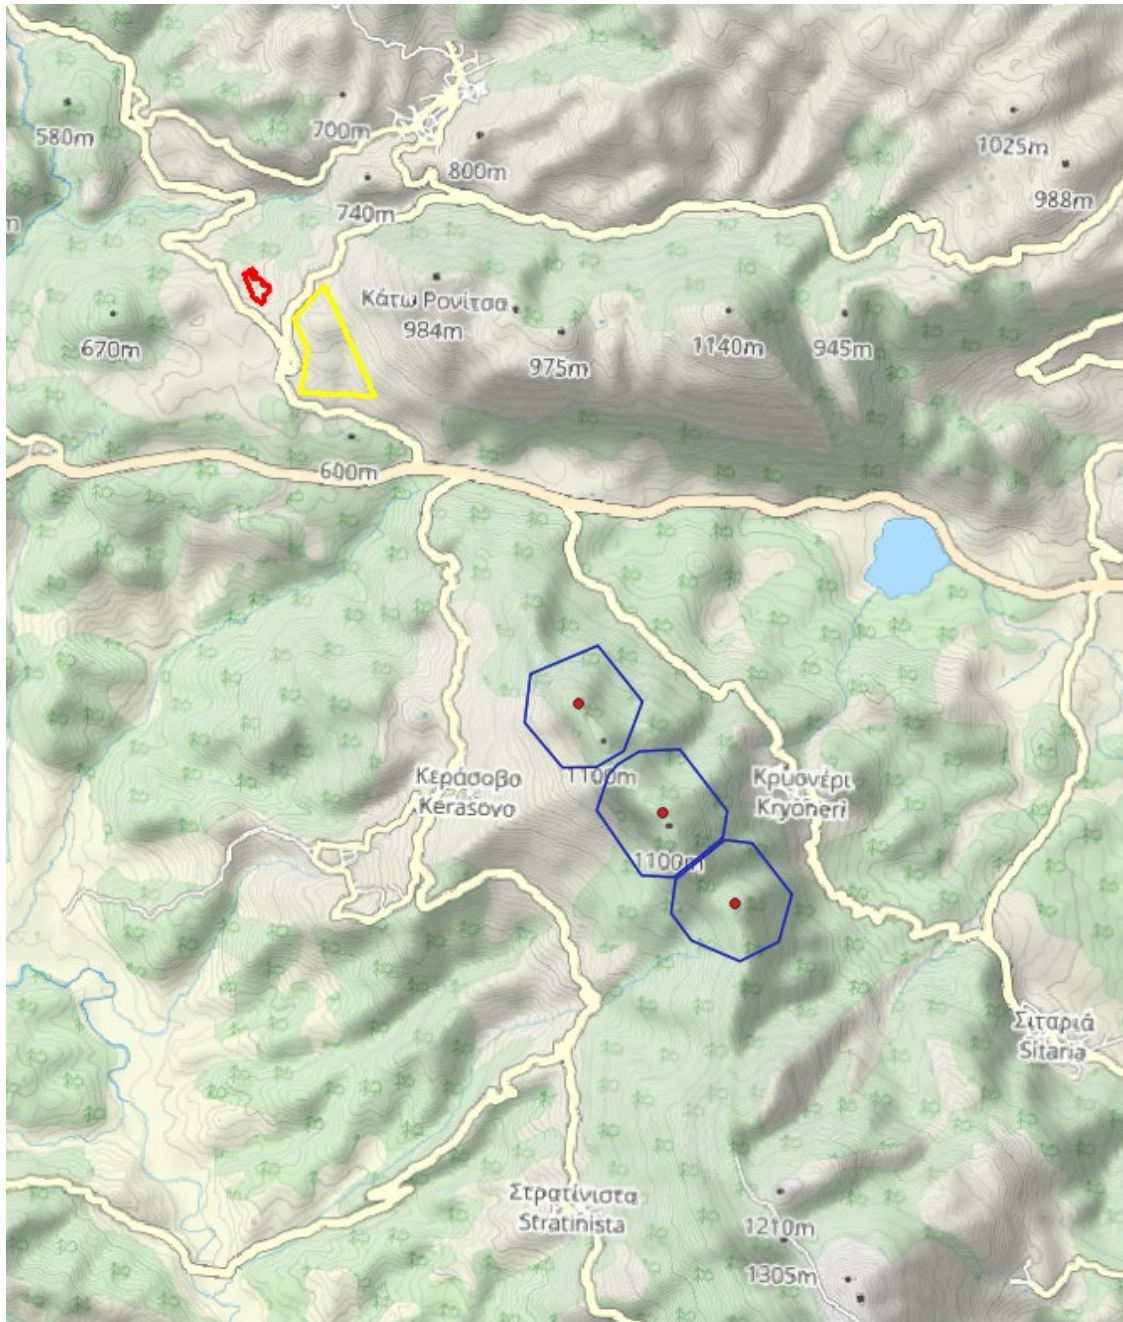 580m
700m
800m
1025m
988m
740m
m
Κάτω Ρονίτσα
984m
670m
975m
1140m
945m
600m
1100m
Κεράσοβο
Kerasovo
Κρυονέρι
Kryoneri
1100m
Σιταριά
Sitaria
Στρατίνιστα
Stratinista
1210m
1305m